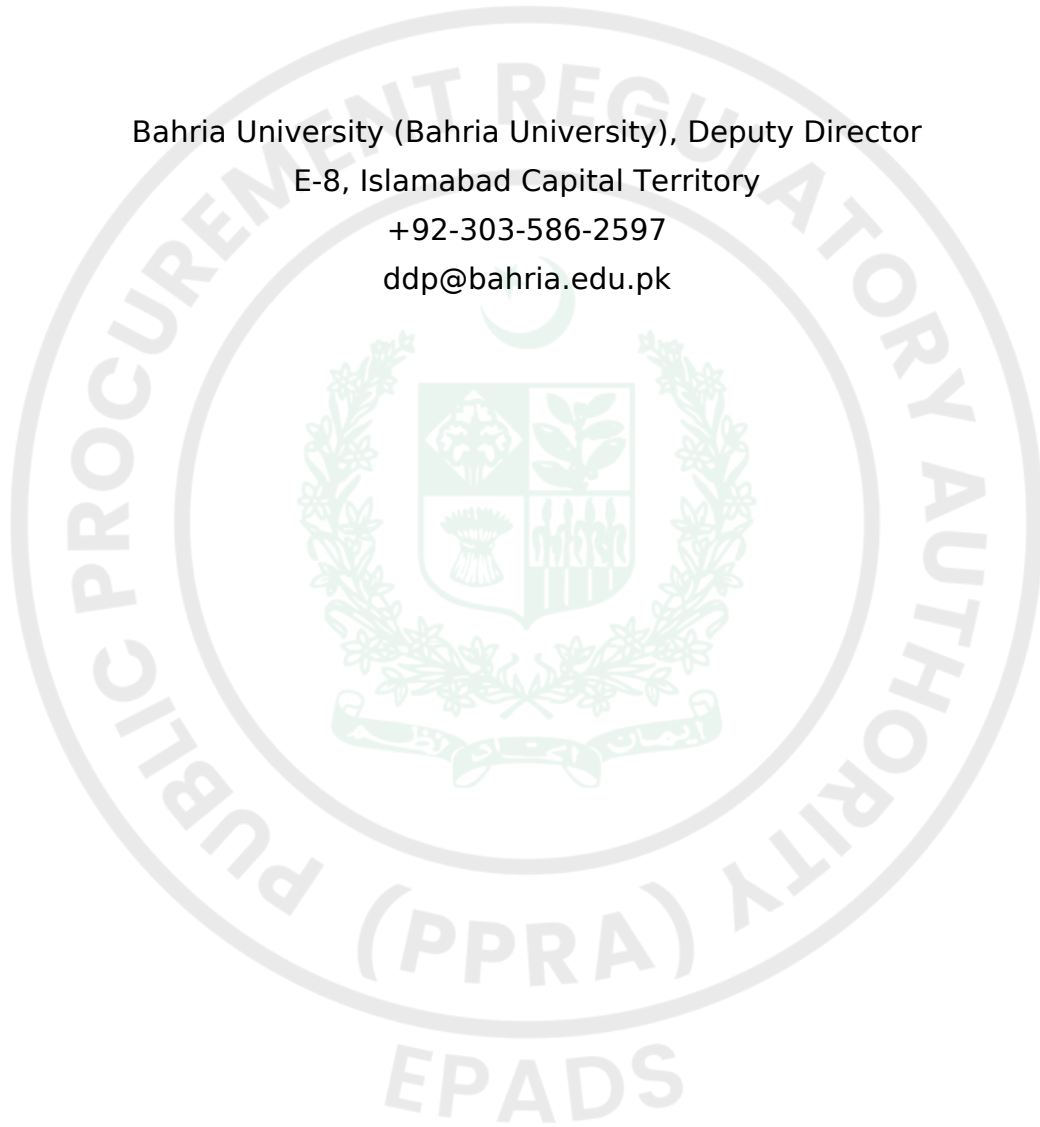 Bahria University (Bahria University), Deputy Director
E-8, Islamabad Capital Territory
+92-303-586-2597
ddp@bahria.edu.pk
PUBLIC PROCUREMENT REGULATORY AUTHORITY
(PPRA)
EPADS